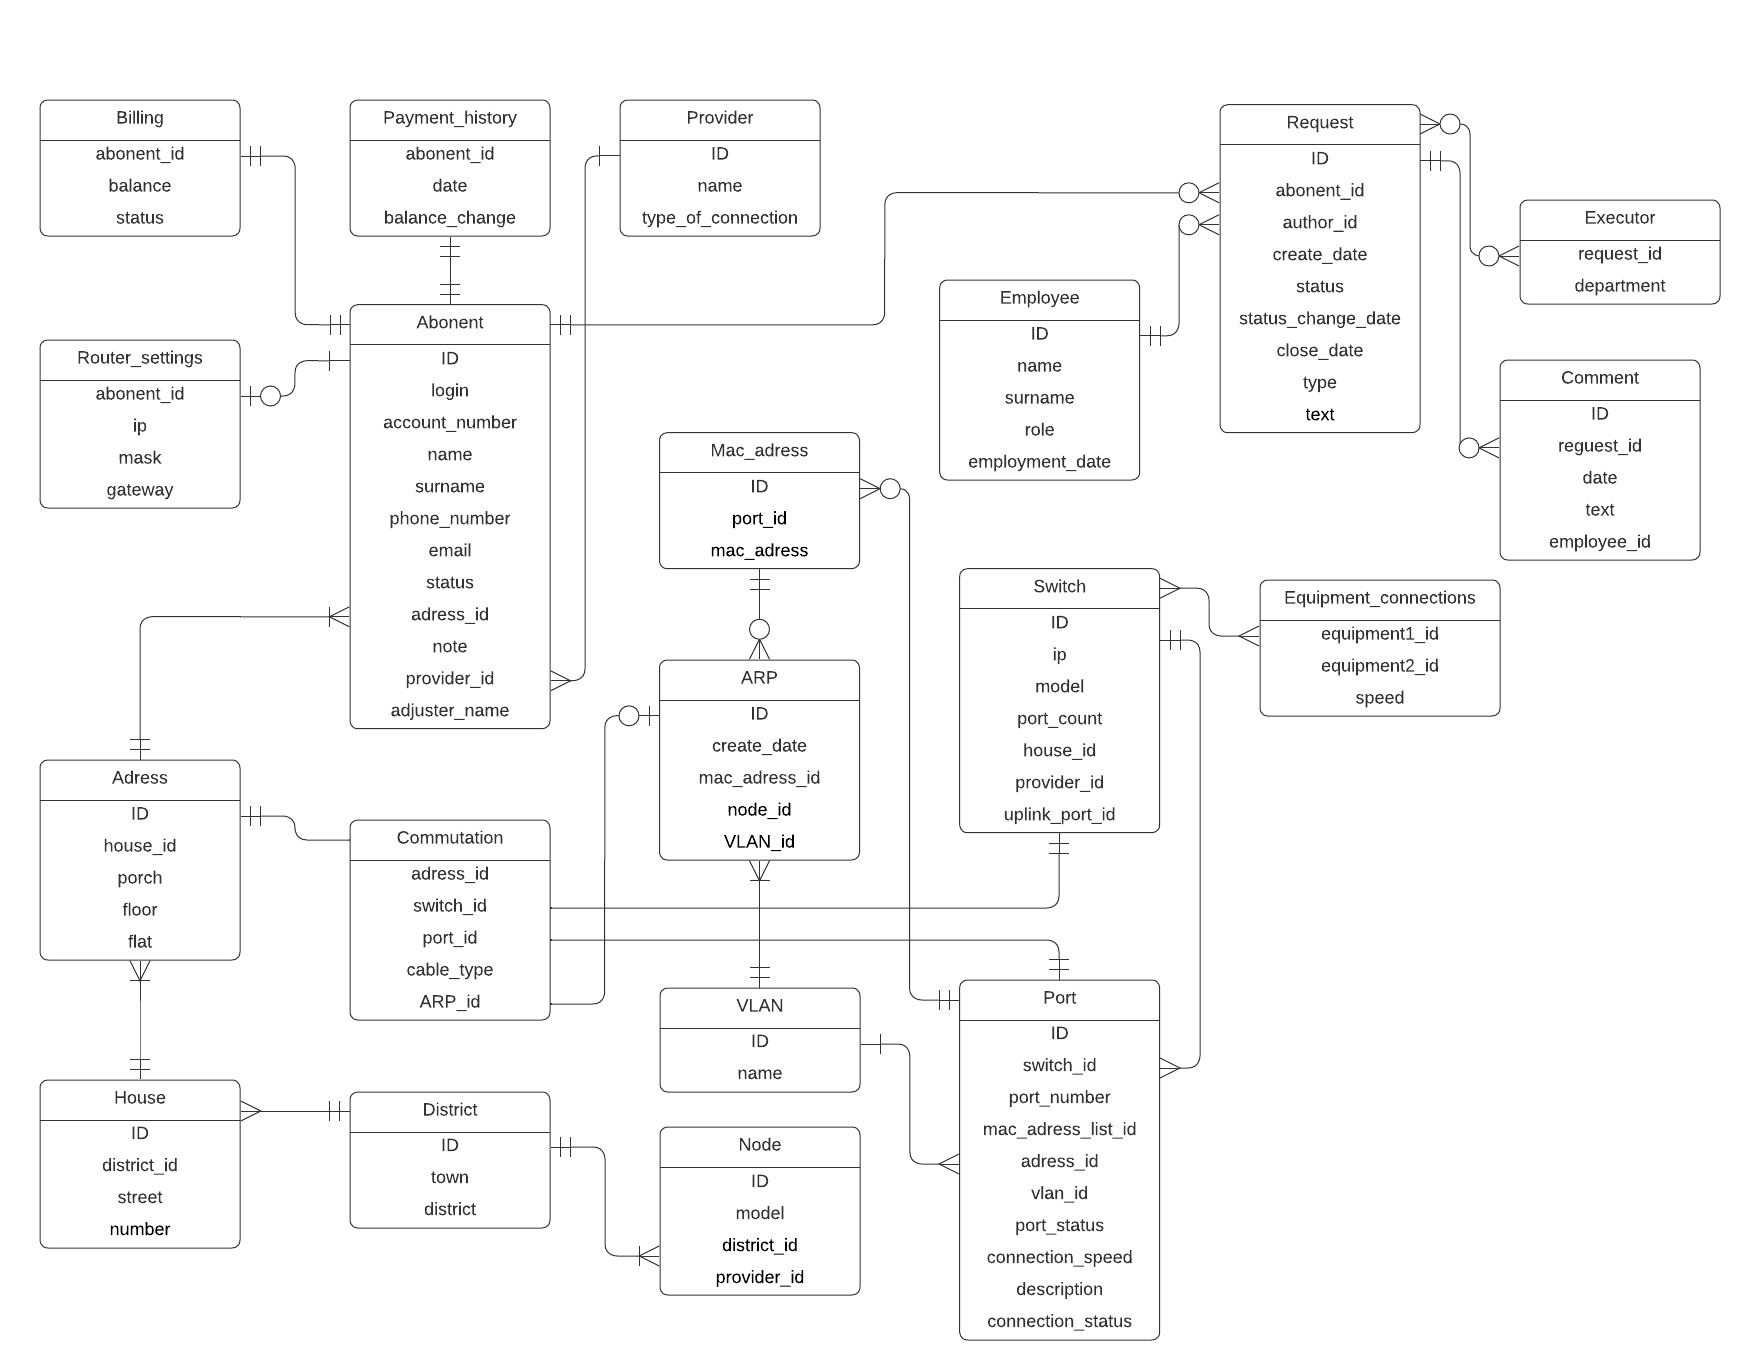 Billing
abonent_id
balance
status
Payment_history
abonent_id
date
balance_change
Provider
ID
name
type_of_connection
Request
ID
abonent_id
author_id
create_date
status
status_change_date
close_date
type
text
Executor
request_id
department
Employee
ID
name
surname
role
employment_date
Router_settings
abonent_id
ip
mask
gateway
Abonent
ID
login
account_number
name
surname
phone_number
email
status
adress_id
note
provider_id
adjuster_name
Comment
ID
reguest_id
date
text
employee_id
Mac_adress
ID
port_id
mac_adress
Switch
ID
ip
model
port_count
house_id
provider_id
uplink_port_id
Equipment_connections
equipment1_id
equipment2_id
speed
ARP
ID
create_date
mac_adress_id
node_id
VLAN_id
Adress
ID
house_id
porch
floor
flat
Commutation
adress_id
switch_id
port_id
cable_type
ARP_id
VLAN
ID
name
Port
ID
switch_id
port_number
mac_adress_list_id
adress_id
vlan_id
port_status
connection_speed
description
connection_status
House
ID
district_id
street
number
District
ID
town
district
Node
ID
model
district_id
provider_id